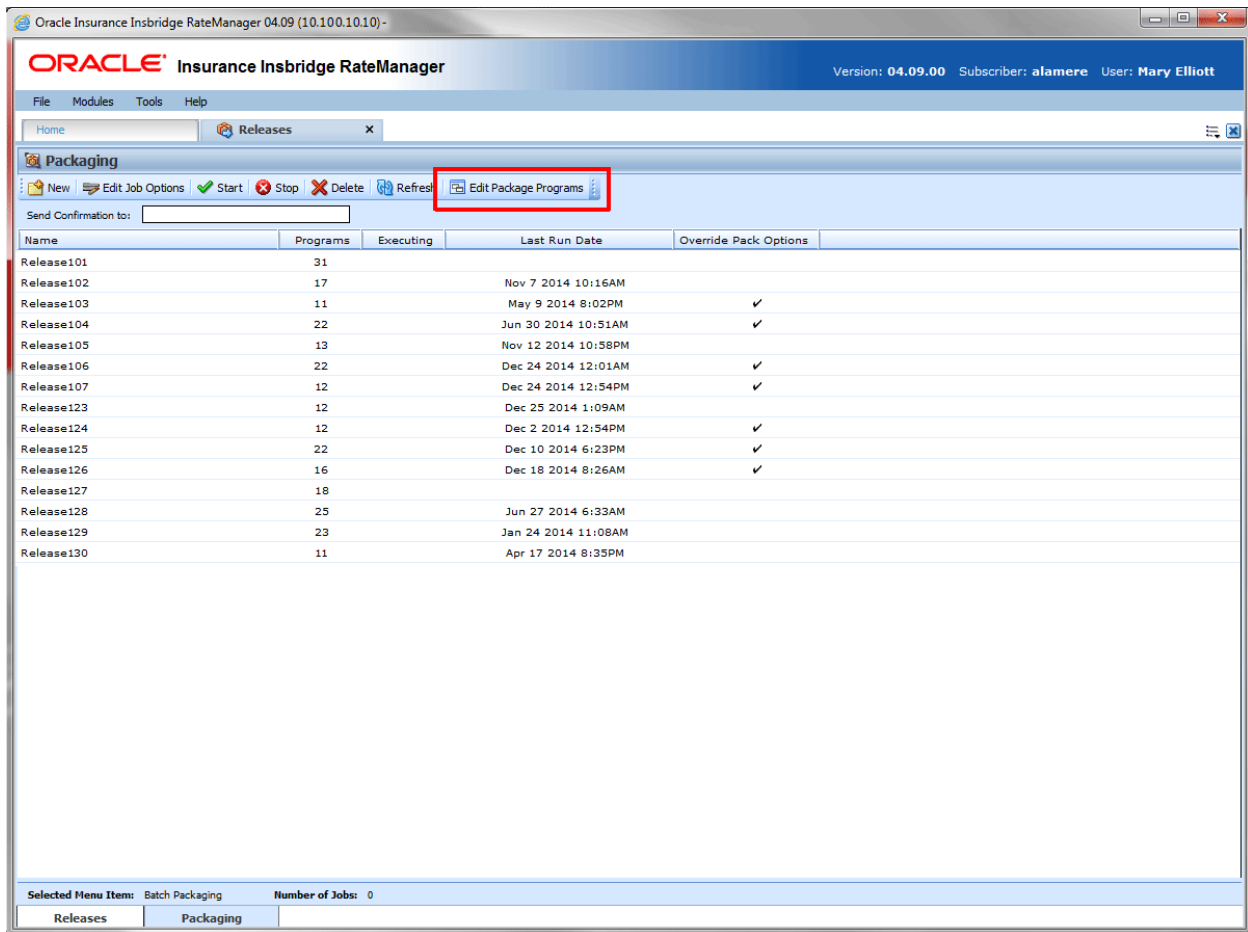 Oracle Insurance Insbridge RateManager 04.09 (10.100.10.10) -
ORACLE Insurance Insbridge RateManager
Version: 04.09.00 Subscriber: alamere User: Mary Elliott
File Modules Tools Help
Home Releases x
Packaging
New Edit Job Options Start Stop Delete Refresh Edit Package Programs
Send Confirmation to:
Name Programs Executing Last Run Date Override Pack Options
Release101 31
Release102 17 Nov 7 2014 10:16AM
Release103 11 May 9 2014 8:02PM ✔
Release104 22 Jun 30 2014 10:51AM ✔
Release105 13 Nov 12 2014 10:58PM
Release106 22 Dec 24 2014 12:01AM ✔
Release107 12 Dec 24 2014 12:54PM ✔
Release123 12 Dec 25 2014 1:09AM
Release124 12 Dec 2 2014 12:54PM ✔
Release125 22 Dec 10 2014 6:23PM ✔
Release126 16 Dec 18 2014 8:26AM ✔
Release127 18
Release128 25 Jun 27 2014 6:33AM
Release129 23 Jan 24 2014 11:08AM
Release130 11 Apr 17 2014 8:35PM
Selected Menu Item: Batch Packaging Number of Jobs: 0
Releases Packaging